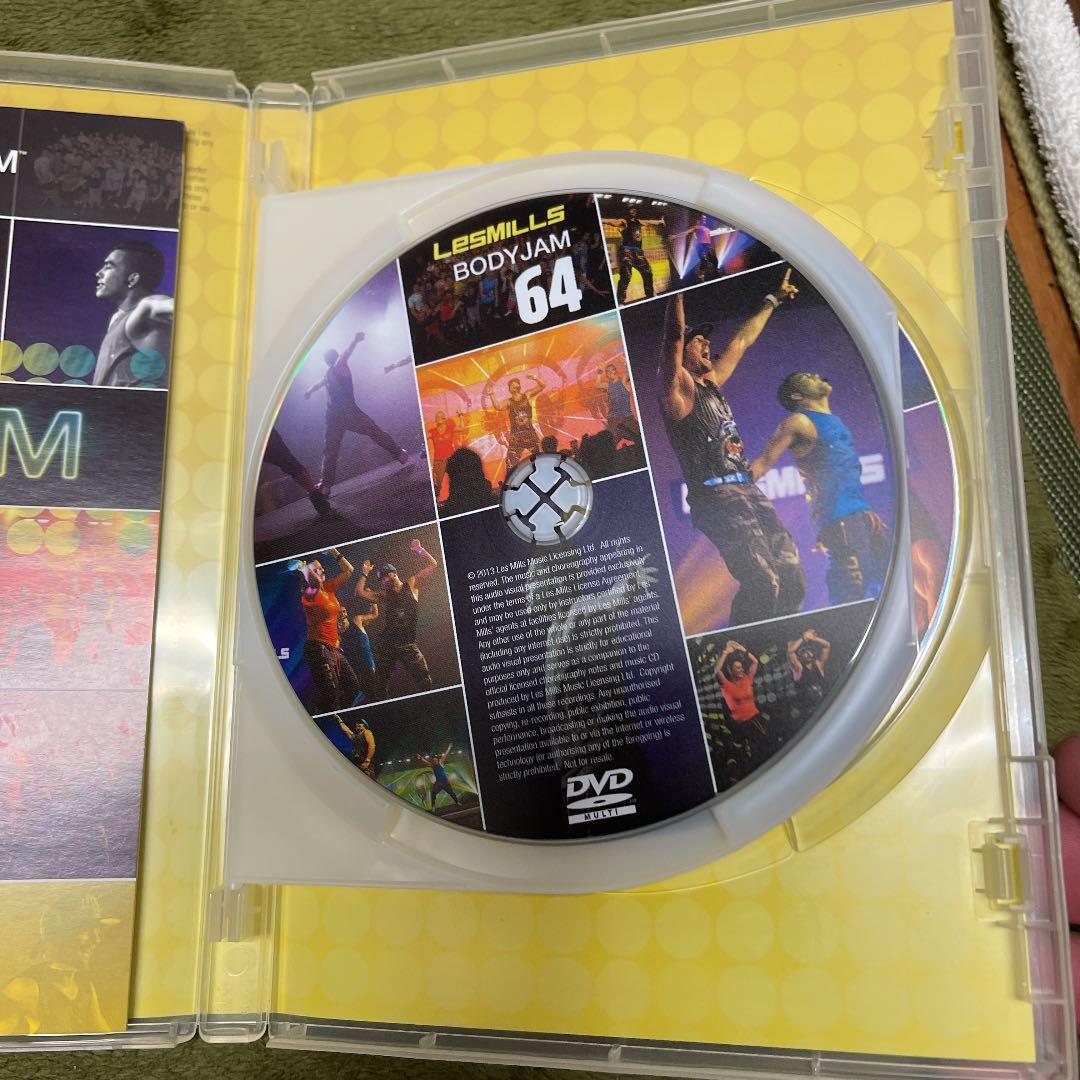 M™
M
LESMILLS
BODYJAM™
64
LESMILLS
LS
© 2013 Les Mills Music Licensing Ltd. All rights
reserved. The music and choreography appearing in
this audio visual presentation is provided exclusively
under the terms of a Les Mills License Agreement
and may be used only by instructors certified by Les
Mills' agents at facilities licensed by Les Mills' agents.
Any other use of the whole or any part of the material
(including any internet use) is strictly prohibited. This
audio visual presentation is strictly for educational
purposes only and serves as a companion to the
official licensed choreography notes and music CD
produced by Les Mills Music Licensing Ltd. Copyright
subsists in all these recordings. Any unauthorised
copying, re-recording, public exhibition, public
performance, broadcasting or making the audio visual
presentation available to or via the internet or wireless
technology (or authorising any of the foregoing) is
strictly prohibited. Not for resale.
DVD
MULTI